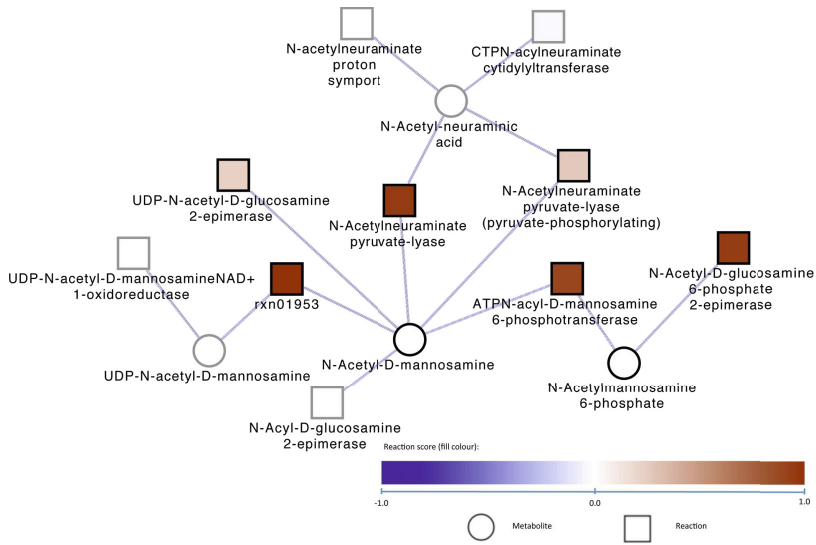 N-acetylneuraminate
proton
symport
CTPN-acylneuraminate
cytidylyltransferase
N-Acetyl-neuraminic
acid
UDP-N-acetyl-D-glucosamine
2-epimerase
N-Acetylneuraminate
pyruvate-lyase
N-Acetylneuraminate
pyruvate-lyase
(pyruvate-phosphorylating)
UDP-N-acetyl-D-mannosamineNAD+
1-oxidoreductase
rxn01953
ATPN-acyl-D-mannosamine
6-phosphotransferase
N-Acetyl-D-glucosamine
6-phosphate
2-epimerase
UDP-N-acetyl-D-mannosamine
N-Acetyl-D-mannosamine
N-Acetylmannosamine
6-phosphate
N-Acyl-D-glucosamine
2-epimerase
Reaction score (fill colour):
-1.0 0.0 1.0
Metabolite Reaction